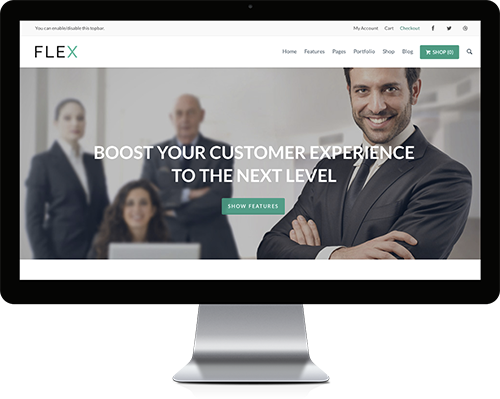 You can enable/disable this topbar.
My Account Cart Checkout
FLEX
Home Features Pages Portfolio Shop Blog SHOP (0)
BOOST YOUR CUSTOMER EXPERIENCE
TO THE NEXT LEVEL
SHOW FEATURES